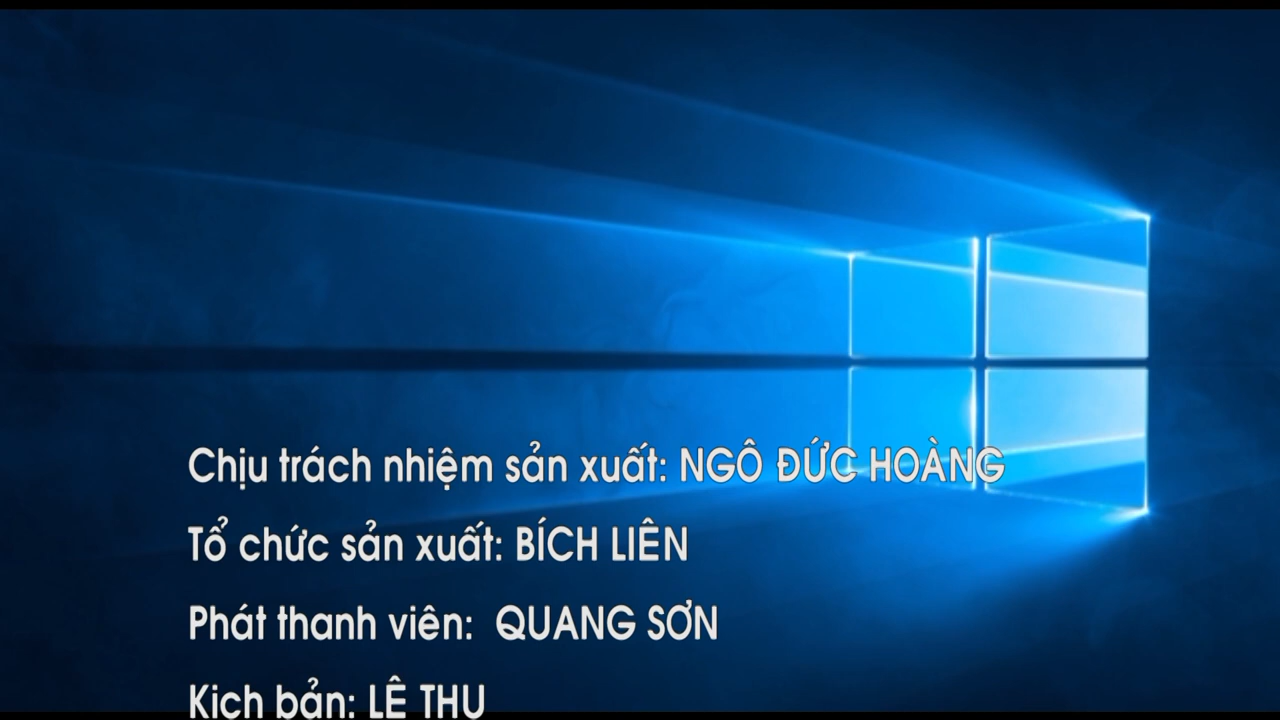 Chịu trách nhiệm sản xuất: NGÔ ĐỨC HOÀNG
Tổ chức sản xuất: BÍCH LIÊN
Phát thanh viên: QUANG SƠN
Kịch bản: LÊ THU